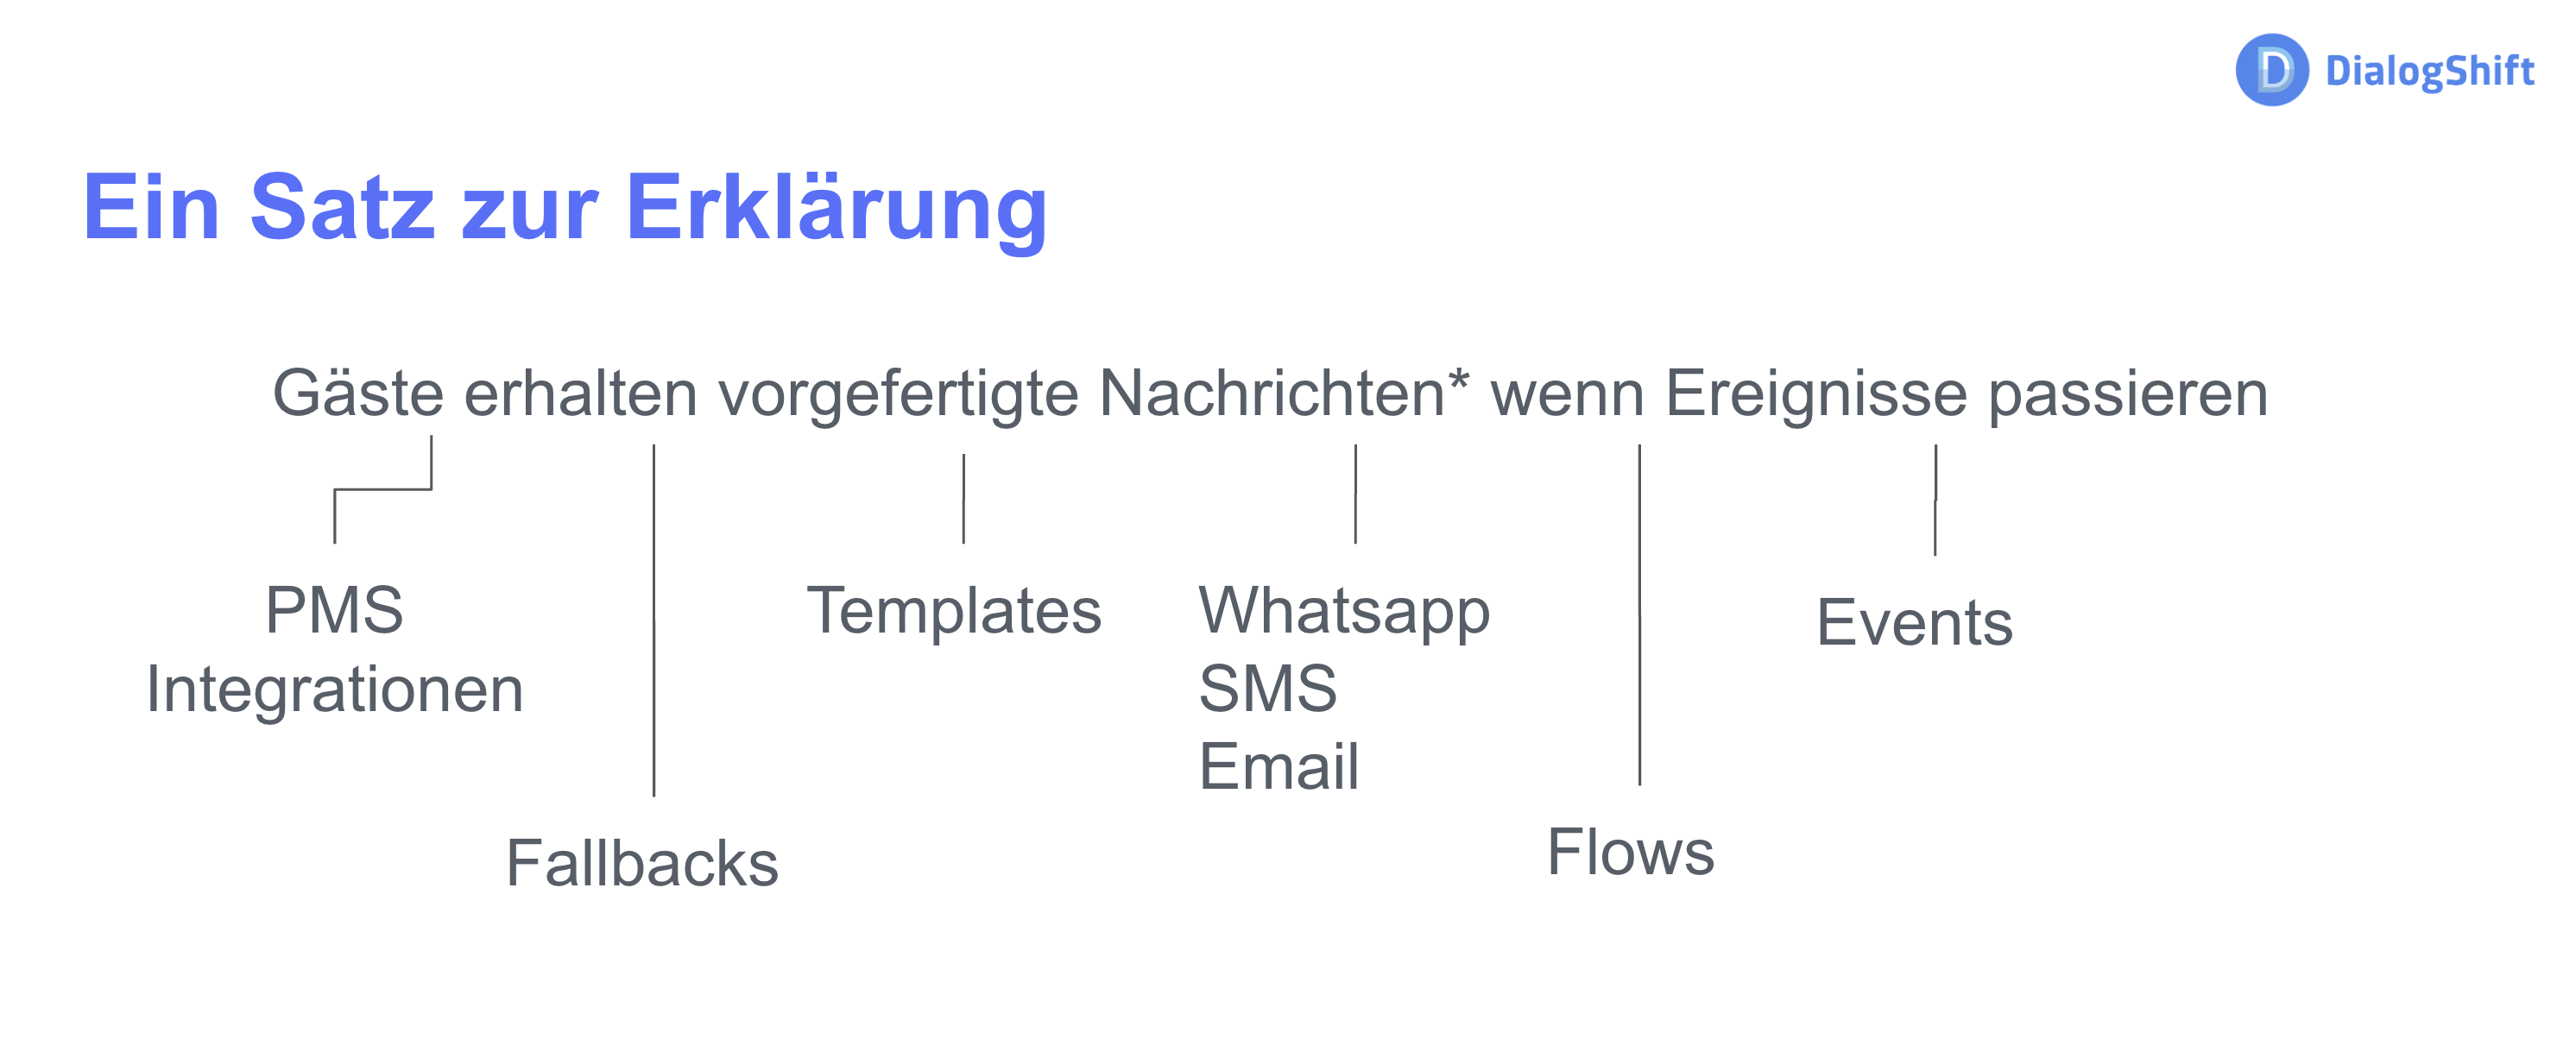 DialogShift
Ein Satz zur Erklärung
Gäste erhalten vorgefertigte Nachrichten* wenn Ereignisse passieren
PMS
Integrationen
Fallbacks
Templates
Whatsapp
SMS
Email
Flows
Events